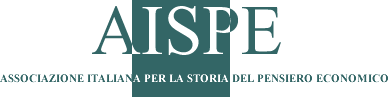 AISPE
ASSOCIAZIONE ITALIANA PER LA STORIA DEL PENSIERO ECONOMICO